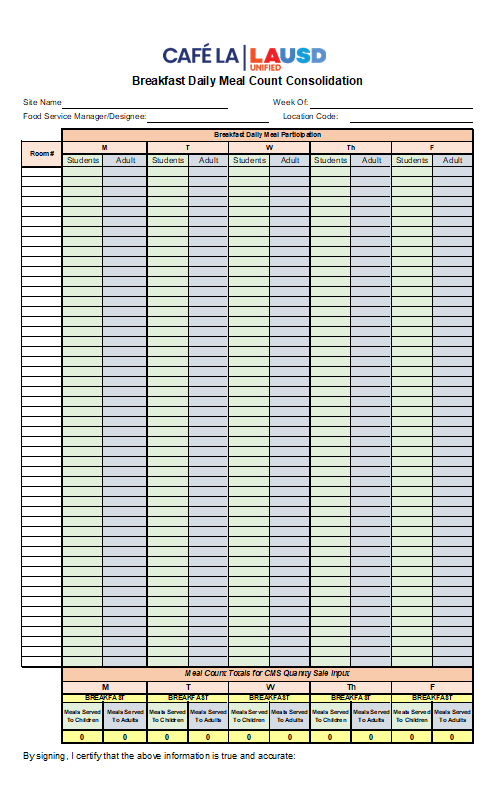 CAFÉ LA LAUSD
UNIFIED
Breakfast Daily Meal Count Consolidation
Site Name Week Of:
Food Service Manager/Designee: Location Code:
Breakfast Daily Meal Participation
Room # M T W Th F
Students Adult Students Adult Students Adult Students Adult Students Adult
Meal Count Totals for CMS Quantity Sale Input
M T W Th F
BREAKFAST BREAKFAST BREAKFAST BREAKFAST BREAKFAST
Meals Served Meals Served Meals Served Meals Served Meals Served Meals Served Meals Served Meals Served Meals Served Meals Served
To Children To Adults To Children To Adults To Children To Adults To Children To Adults To Children To Adults
0 0 0 0 0 0 0 0 0 0
By signing, I certify that the above information is true and accurate: